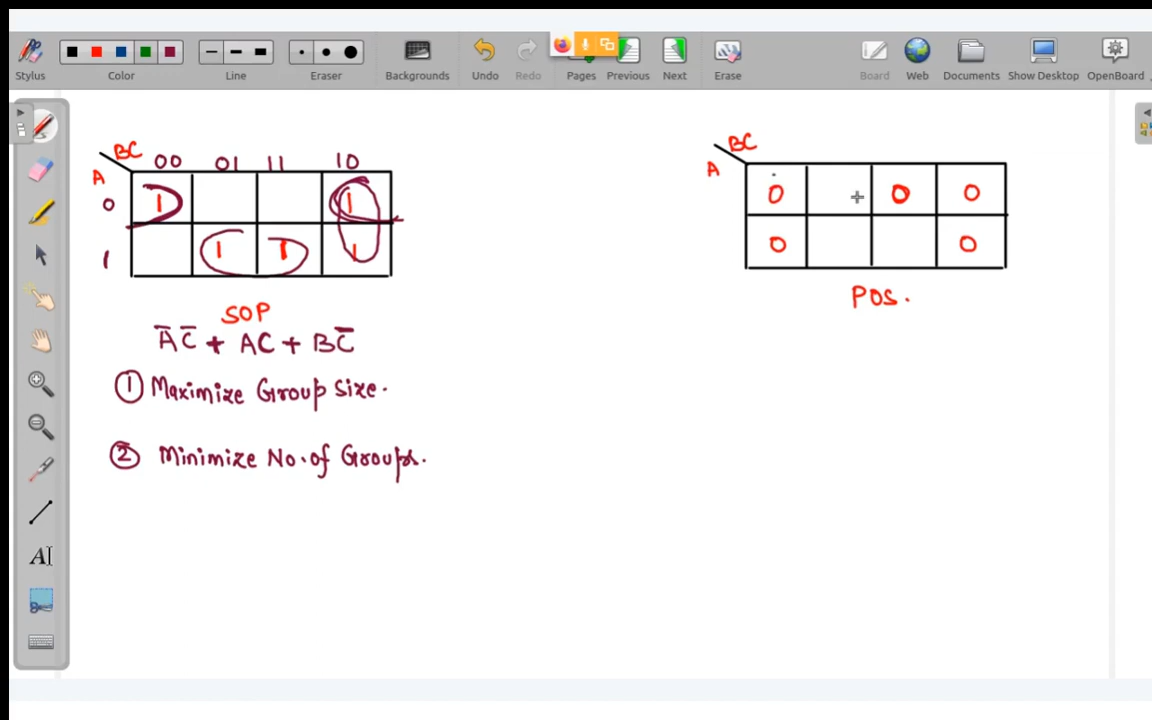 Stylus Color Line Eraser Backgrounds Undo Redo Pages Previous Next Erase Board Web Documents Show Desktop OpenBoard
BC 00 01 11 10
A
0 1 1
1 1 1 1
SOP
A̅ C̅ + AC + BC̅
① Maximize Group Size.
② Minimize No. of Groups.
BC
A
0 0 0
0 0
POS.
A